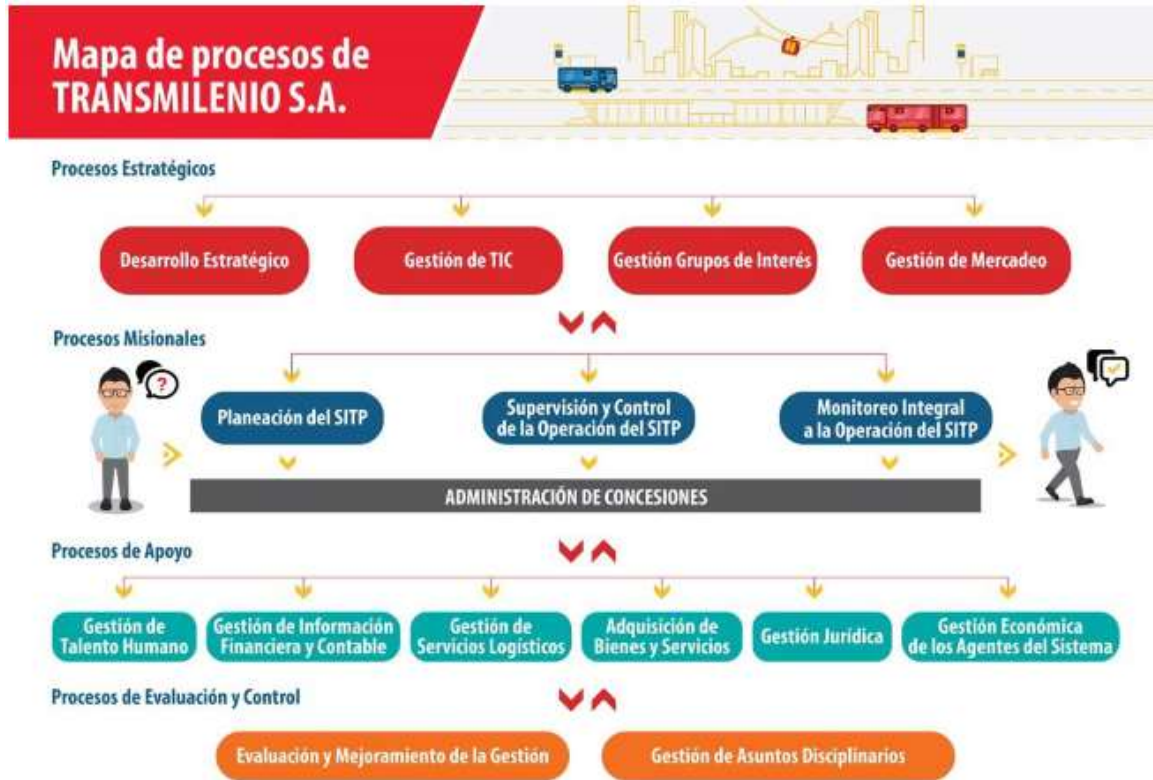 Mapa de procesos de
TRANSMILENIO S.A.
Procesos Estratégicos
Desarrollo Estratégico
Gestión de TIC
Gestión Grupos de Interés
Gestión de Mercadeo
Procesos Misionales
?
Planeación del SITP
Supervisión y Control
de la Operación del SITP
Monitoreo Integral
a la Operación del SITP
ADMINISTRACIÓN DE CONCESIONES
Procesos de Apoyo
Gestión de
Talento Humano
Gestión de Información
Financiera y Contable
Gestión de
Servicios Logísticos
Adquisición de
Bienes y Servicios
Gestión Jurídica
Gestión Económica
de los Agentes del Sistema
Procesos de Evaluación y Control
Evaluación y Mejoramiento de la Gestión
Gestión de Asuntos Disciplinarios